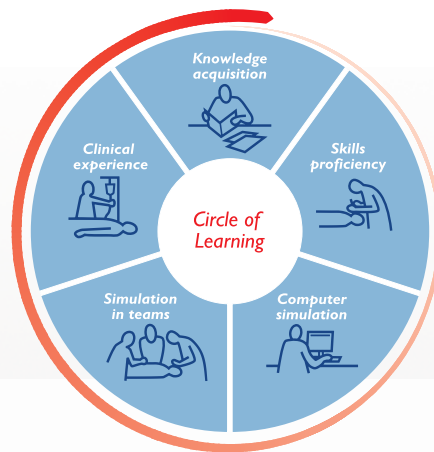 Knowledge
acquisition
Skills
proficiency
Computer
simulation
Simulation
in teams
Clinical
experience
Circle of
Learning